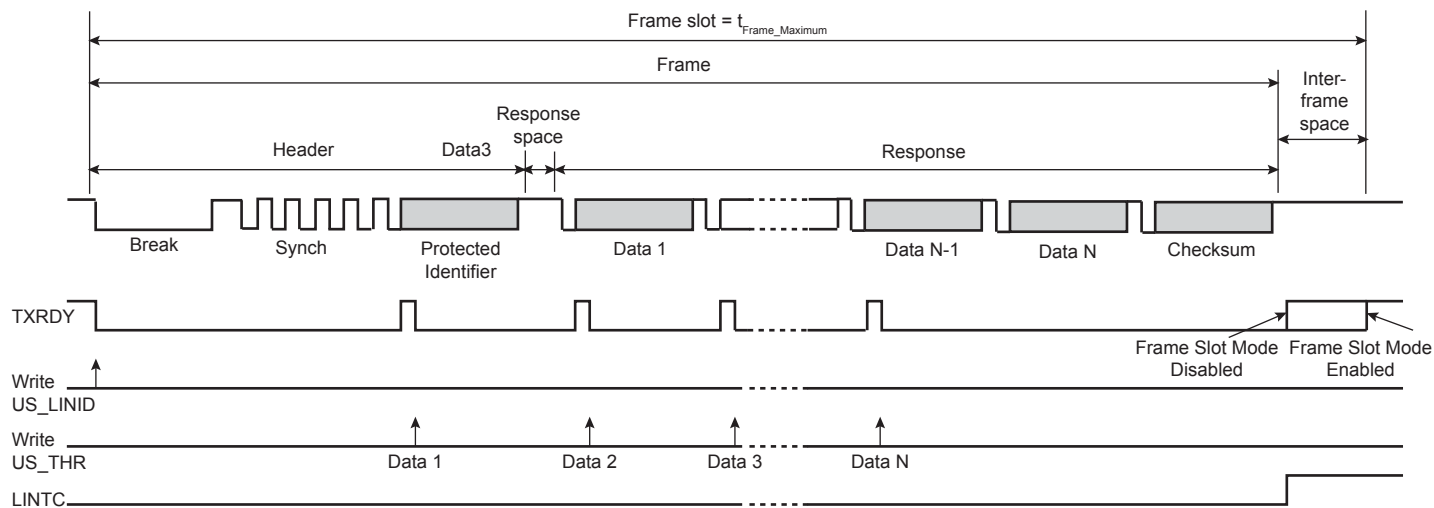 Frame slot = tFrame_Maximum
Frame
Inter-
frame
space
Response
space
Header
Data3
Response
Break
Synch
Protected
Identifier
Data 1
Data N-1
Data N
Checksum
TXRDY
Frame Slot Mode
Disabled
Frame Slot Mode
Enabled
Write
US_LINID
Write
US_THR
Data 1
Data 2
Data 3
Data N
LINTC